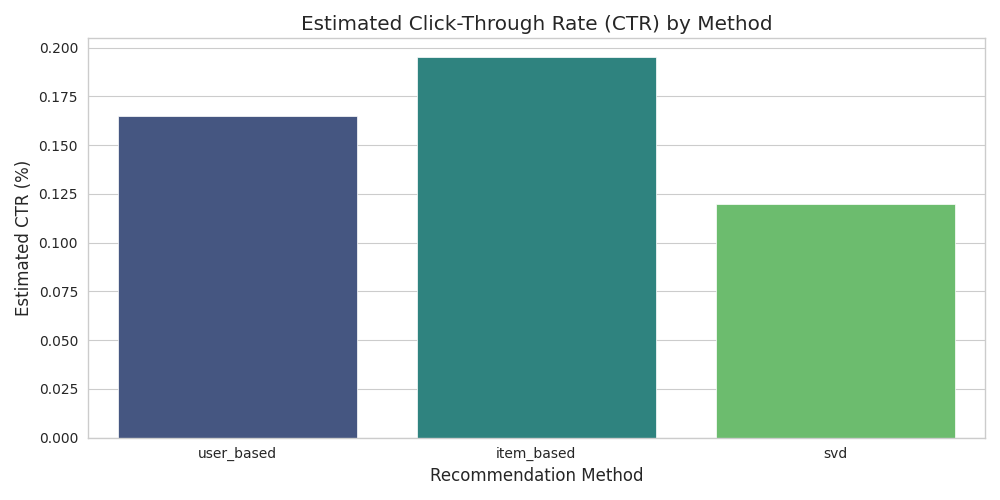 Estimated Click-Through Rate (CTR) by Method
Estimated CTR (%)
0.200
0.175
0.150
0.125
0.100
0.075
0.050
0.025
0.000
user_based item_based svd
Recommendation Method